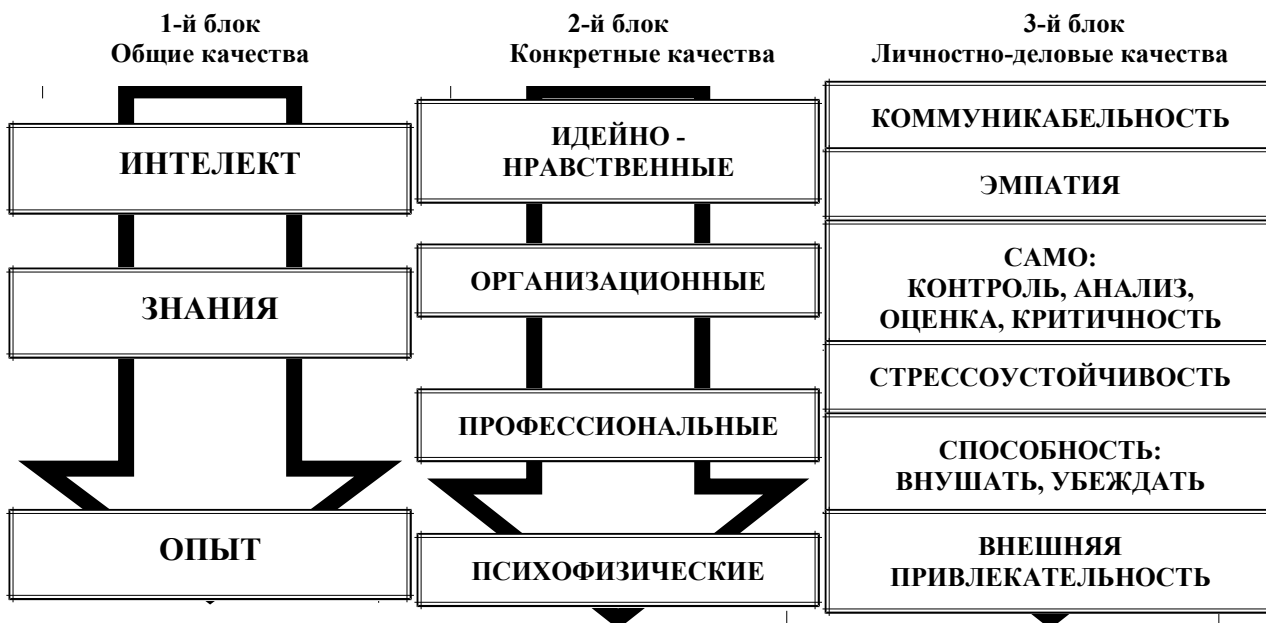 1-й блок
Общие качества
ИНТЕЛЕКТ
ЗНАНИЯ
ОПЫТ
2-й блок
Конкретные качества
ИДЕЙНО -
НРАВСТВЕННЫЕ
ОРГАНИЗАЦИОННЫЕ
ПРОФЕССИОНАЛЬНЫЕ
ПСИХОФИЗИЧЕСКИЕ
3-й блок
Личностно-деловые качества
КОММУНИКАБЕЛЬНОСТЬ
ЭМПАТИЯ
САМО:
КОНТРОЛЬ, АНАЛИЗ,
ОЦЕНКА, КРИТИЧНОСТЬ
СТРЕССОУСТОЙЧИВОСТЬ
СПОСОБНОСТЬ:
ВНУШАТЬ, УБЕЖДАТЬ
ВНЕШНЯЯ
ПРИВЛЕКАТЕЛЬНОСТЬ